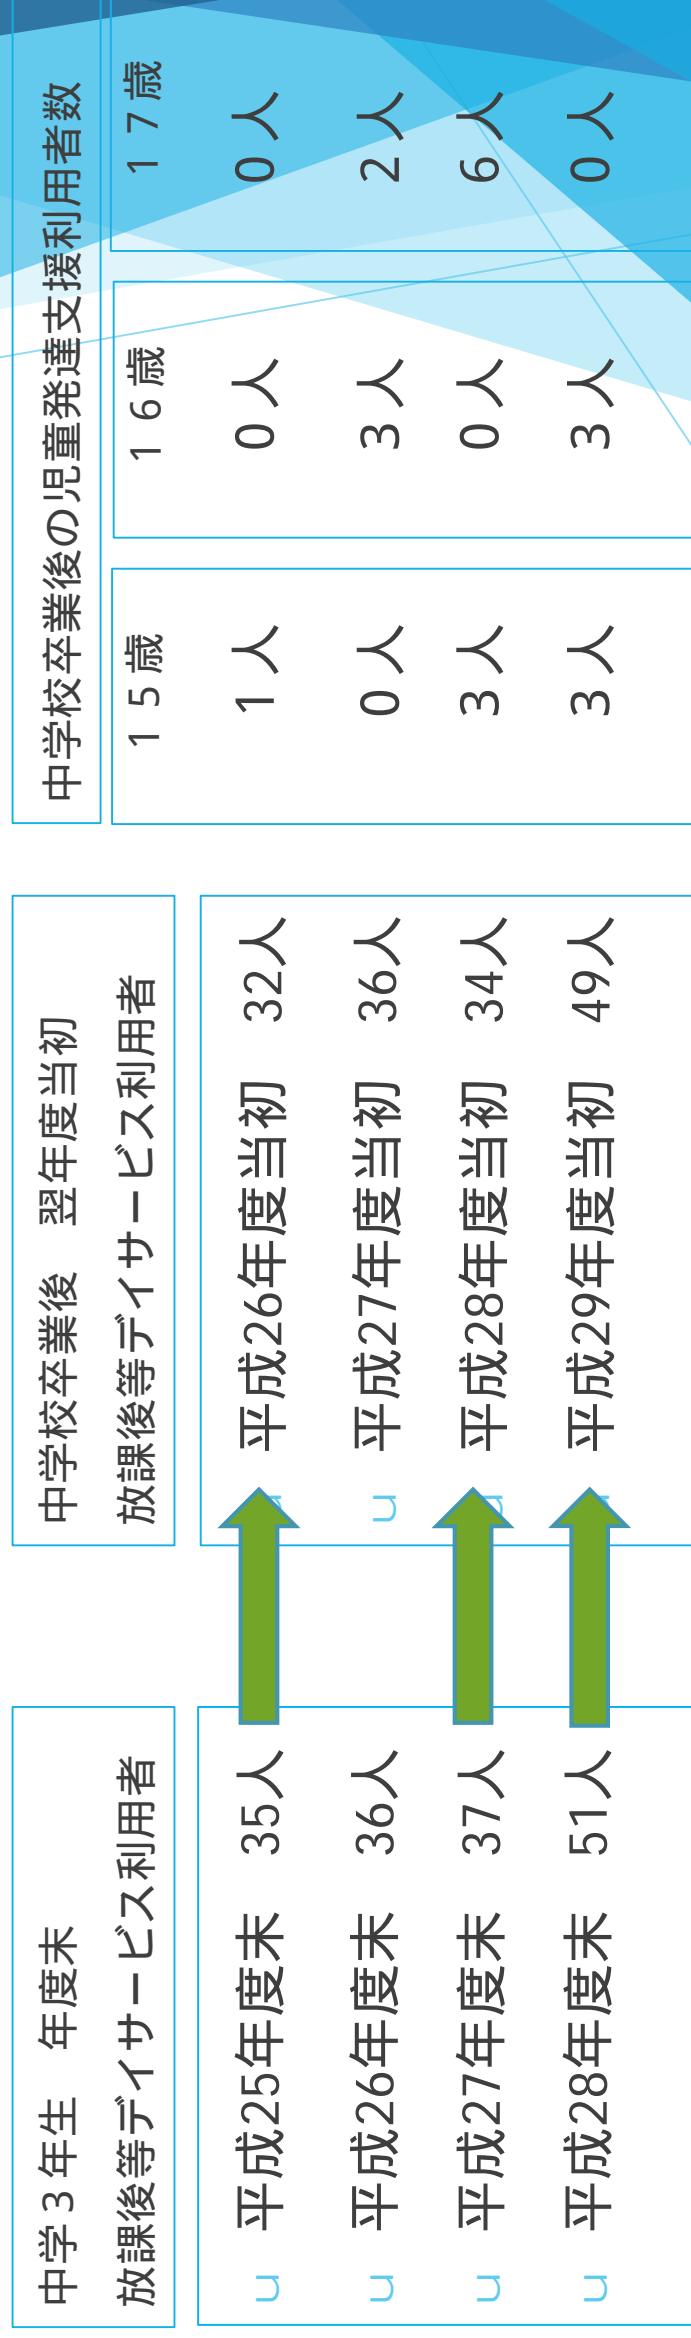 中学３年生　年度末
放課後等デイサービス利用者
u 平成25年度末　35人
u 平成26年度末　36人
u 平成27年度末　37人
u 平成28年度末　51人
中学校卒業後　翌年度当初
放課後等デイサービス利用者
u 平成26年度当初　32人
u 平成27年度当初　36人
u 平成28年度当初　34人
u 平成29年度当初　49人
中学校卒業後の児童発達支援利用者数
１５歳
１人
０人
３人
３人
１６歳
０人
３人
０人
３人
１７歳
０人
２人
６人
０人